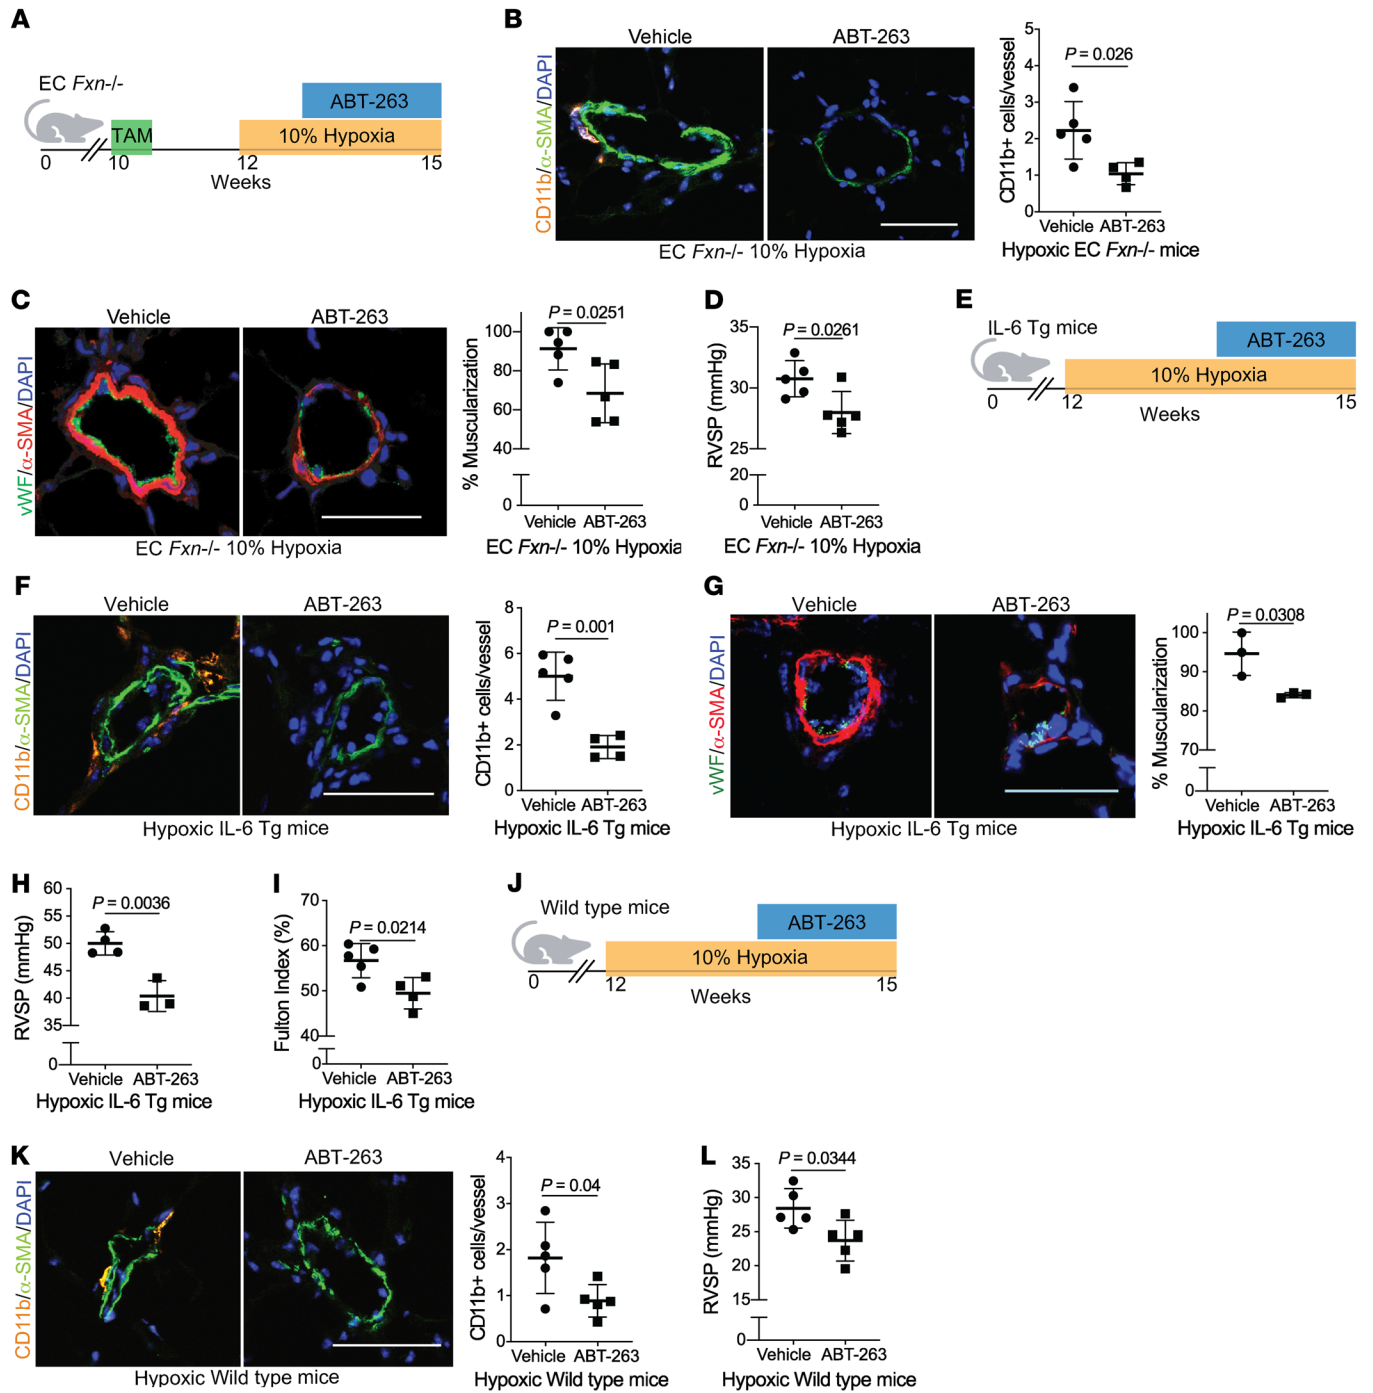 A
EC Fxn-/-
ABT-263
TAM
10% Hypoxia
0
10
12
15
Weeks
B
Vehicle
ABT-263
CD11b/α-SMA/DAPI
EC Fxn-/- 10% Hypoxia
CD11b+ cells/vessel
5
4
3
2
1
0
P = 0.026
Vehicle ABT-263
Hypoxic EC Fxn-/- mice
C
Vehicle
ABT-263
vWF/α-SMA/DAPI
EC Fxn-/- 10% Hypoxia
% Muscularization
100
80
60
40
0
P = 0.0251
Vehicle ABT-263
EC Fxn-/- 10% Hypoxia
D
RVSP (mmHg)
35
30
25
20
0
P = 0.0261
Vehicle ABT-263
EC Fxn-/- 10% Hypoxia
E
IL-6 Tg mice
ABT-263
10% Hypoxia
0
12
15
Weeks
F
Vehicle
ABT-263
CD11b/α-SMA/DAPI
Hypoxic IL-6 Tg mice
CD11b+ cells/vessel
8
6
4
2
0
P = 0.001
Vehicle ABT-263
Hypoxic IL-6 Tg mice
G
Vehicle
ABT-263
vWF/α-SMA/DAPI
Hypoxic IL-6 Tg mice
% Muscularization
100
90
80
70
0
P = 0.0308
Vehicle ABT-263
Hypoxic IL-6 Tg mice
H
RVSP (mmHg)
60
55
50
45
40
35
0
P = 0.0036
Vehicle ABT-263
Hypoxic IL-6 Tg mice
I
Fulton Index (%)
70
60
50
40
0
P = 0.0214
Vehicle ABT-263
Hypoxic IL-6 Tg mice
J
Wild type mice
ABT-263
10% Hypoxia
0
12
15
Weeks
K
Vehicle
ABT-263
CD11b/α-SMA/DAPI
Hypoxic Wild type mice
CD11b+ cells/vessel
4
3
2
1
0
P = 0.04
Vehicle ABT-263
Hypoxic Wild type mice
L
RVSP (mmHg)
35
30
25
20
15
0
P = 0.0344
Vehicle ABT-263
Hypoxic Wild type mice